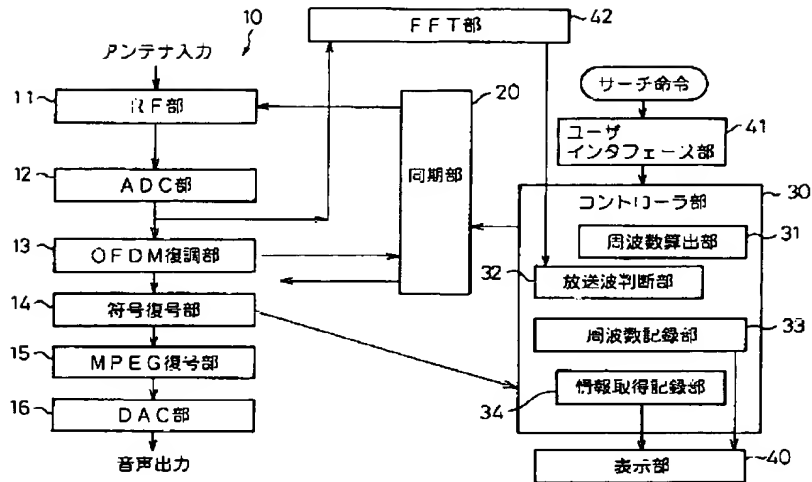 10
FFT部
42
アンテナ入力
11
RF部
12
ADC部
13
OFDM復調部
14
符号復号部
15
MPEG復号部
16
DAC部
音声出力
20
同期部
サーチ命令
41
ユーザ
インタフェース部
30
コントローラ部
31
周波数算出部
32
放送波判断部
33
周波数記録部
34
情報取得記録部
40
表示部